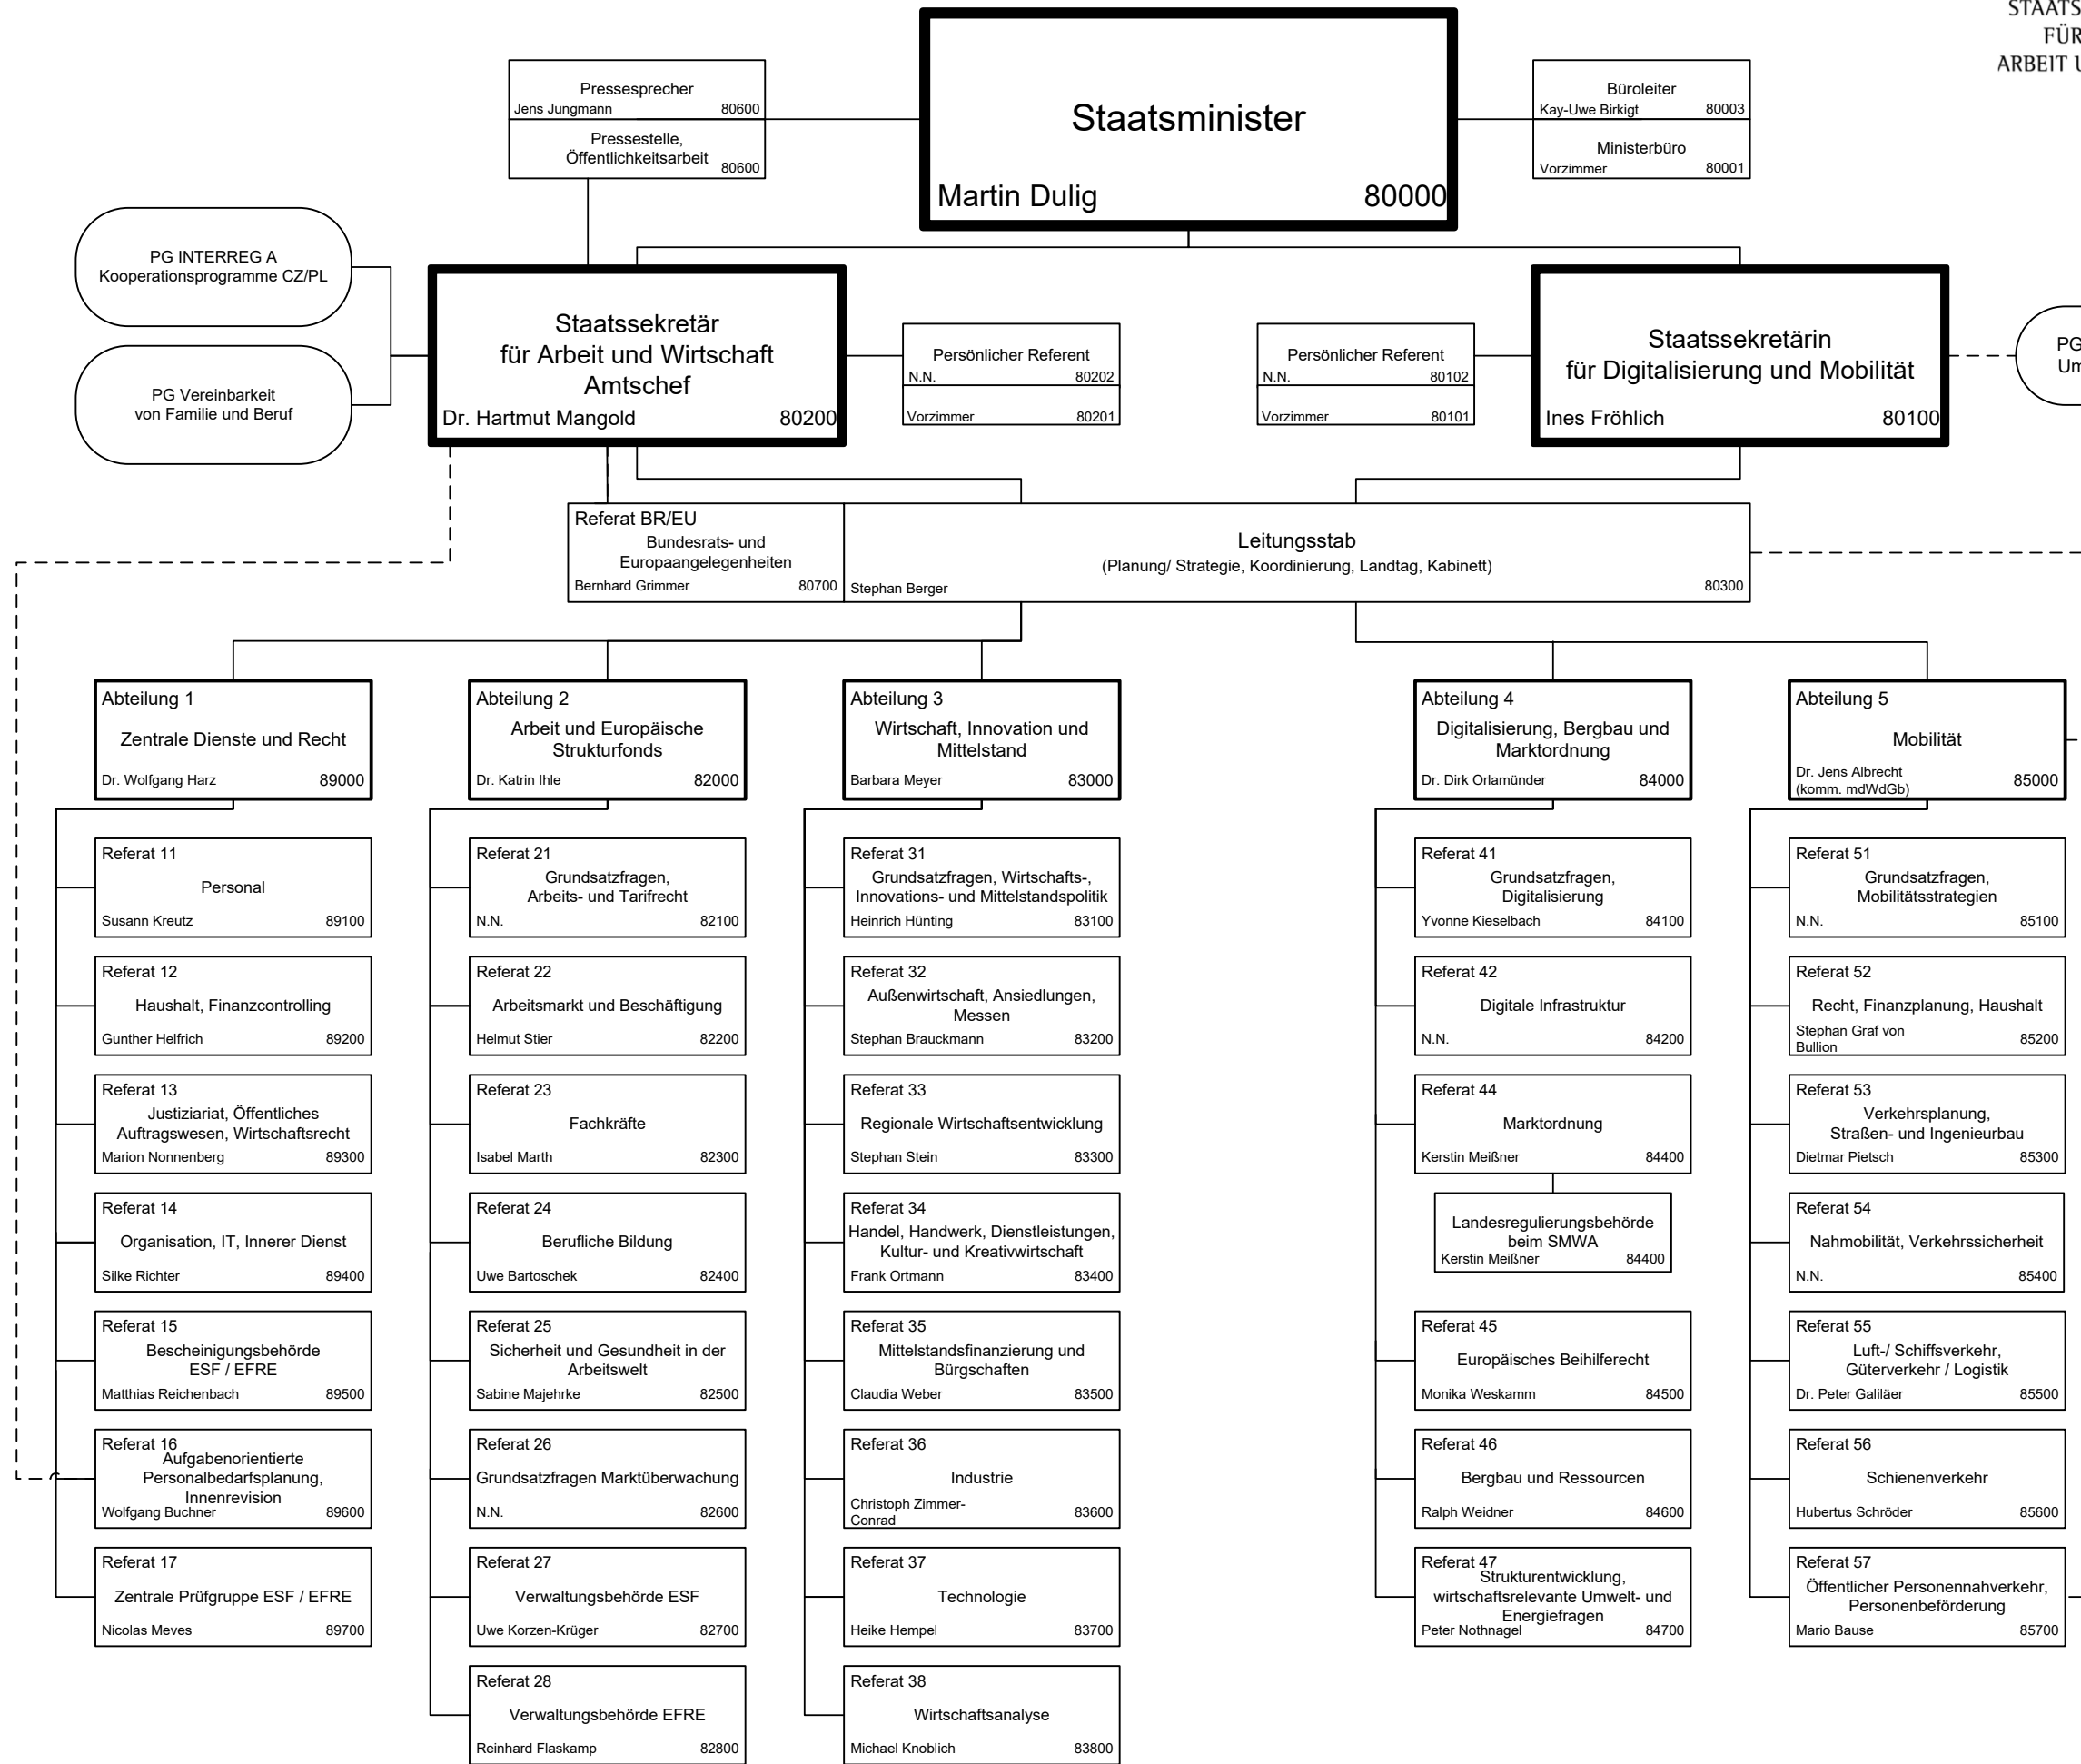 STAATS
FÜR
ARBEIT U
Pressesprecher
Jens Jungmann 80600
Pressestelle,
Öffentlichkeitsarbeit
80600
Staatsminister
Martin Dulig 80000
Büroleiter
Kay-Uwe Birkigt 80003
Ministerbüro
Vorzimmer 80001
PG INTERREG A
Kooperationsprogramme CZ/PL
PG Vereinbarkeit
von Familie und Beruf
Staatssekretär
für Arbeit und Wirtschaft
Amtschef
Dr. Hartmut Mangold 80200
Persönlicher Referent
N.N. 80202
Vorzimmer 80201
Persönlicher Referent
N.N. 80102
Vorzimmer 80101
Staatssekretärin
für Digitalisierung und Mobilität
Ines Fröhlich 80100
PG
Um
Referat BR/EU
Bundesrats- und
Europaangelegenheiten
Bernhard Grimmer 80700
Leitungsstab
(Planung/ Strategie, Koordinierung, Landtag, Kabinett)
Stephan Berger 80300
Abteilung 1
Zentrale Dienste und Recht
Dr. Wolfgang Harz 89000
Referat 11
Personal
Susann Kreutz 89100
Referat 12
Haushalt, Finanzcontrolling
Gunther Helfrich 89200
Referat 13
Justiziariat, Öffentliches
Auftragswesen, Wirtschaftsrecht
Marion Nonnenberg 89300
Referat 14
Organisation, IT, Innerer Dienst
Silke Richter 89400
Referat 15
Bescheinigungsbehörde
ESF / EFRE
Matthias Reichenbach 89500
Referat 16
Aufgabenorientierte
Personalbedarfsplanung,
Innenrevision
Wolfgang Buchner 89600
Referat 17
Zentrale Prüfgruppe ESF / EFRE
Nicolas Meves 89700
Abteilung 2
Arbeit und Europäische
Strukturfonds
Dr. Katrin Ihle 82000
Referat 21
Grundsatzfragen,
Arbeits- und Tarifrecht
N.N. 82100
Referat 22
Arbeitsmarkt und Beschäftigung
Helmut Stier 82200
Referat 23
Fachkräfte
Isabel Marth 82300
Referat 24
Berufliche Bildung
Uwe Bartoschek 82400
Referat 25
Sicherheit und Gesundheit in der
Arbeitswelt
Sabine Majehrke 82500
Referat 26
Grundsatzfragen Marktüberwachung
N.N. 82600
Referat 27
Verwaltungsbehörde ESF
Uwe Korzen-Krüger 82700
Referat 28
Verwaltungsbehörde EFRE
Reinhard Flaskamp 82800
Abteilung 3
Wirtschaft, Innovation und
Mittelstand
Barbara Meyer 83000
Referat 31
Grundsatzfragen, Wirtschafts-,
Innovations- und Mittelstandspolitik
Heinrich Hünting 83100
Referat 32
Außenwirtschaft, Ansiedlungen,
Messen
Stephan Brauckmann 83200
Referat 33
Regionale Wirtschaftsentwicklung
Stephan Stein 83300
Referat 34
Handel, Handwerk, Dienstleistungen,
Kultur- und Kreativwirtschaft
Frank Ortmann 83400
Referat 35
Mittelstandsfinanzierung und
Bürgschaften
Claudia Weber 83500
Referat 36
Industrie
Christoph Zimmer-
Conrad 83600
Referat 37
Technologie
Heike Hempel 83700
Referat 38
Wirtschaftsanalyse
Michael Knoblich 83800
Abteilung 4
Digitalisierung, Bergbau und
Marktordnung
Dr. Dirk Orlamünder 84000
Referat 41
Grundsatzfragen,
Digitalisierung
Yvonne Kieselbach 84100
Referat 42
Digitale Infrastruktur
N.N. 84200
Referat 44
Marktordnung
Kerstin Meißner 84400
Landesregulierungsbehörde
beim SMWA
Kerstin Meißner 84400
Referat 45
Europäisches Beihilferecht
Monika Weskamm 84500
Referat 46
Bergbau und Ressourcen
Ralph Weidner 84600
Referat 47
Strukturentwicklung,
wirtschaftsrelevante Umwelt- und
Energiefragen
Peter Nothnagel 84700
Abteilung 5
Mobilität
Dr. Jens Albrecht
(komm. mdWdGb) 85000
Referat 51
Grundsatzfragen,
Mobilitätsstrategien
N.N. 85100
Referat 52
Recht, Finanzplanung, Haushalt
Stephan Graf von
Bullion 85200
Referat 53
Verkehrsplanung,
Straßen- und Ingenieurbau
Dietmar Pietsch 85300
Referat 54
Nahmobilität, Verkehrssicherheit
N.N. 85400
Referat 55
Luft-/ Schiffsverkehr,
Güterverkehr / Logistik
Dr. Peter Galiläer 85500
Referat 56
Schienenverkehr
Hubertus Schröder 85600
Referat 57
Öffentlicher Personennahverkehr,
Personenbeförderung
Mario Bause 85700